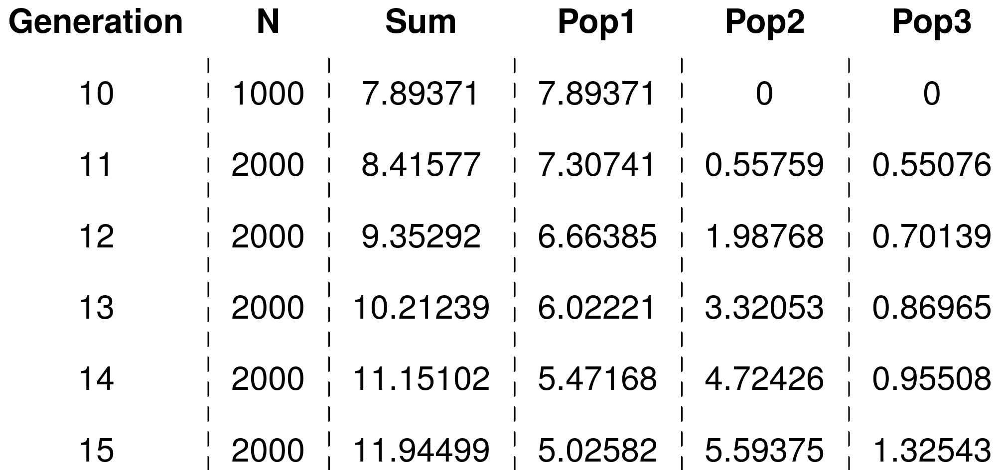 Generation N Sum Pop1 Pop2 Pop3
10 1000 7.89371 7.89371 0 0
11 2000 8.41577 7.30741 0.55759 0.55076
12 2000 9.35292 6.66385 1.98768 0.70139
13 2000 10.21239 6.02221 3.32053 0.86965
14 2000 11.15102 5.47168 4.72426 0.95508
15 2000 11.94499 5.02582 5.59375 1.32543